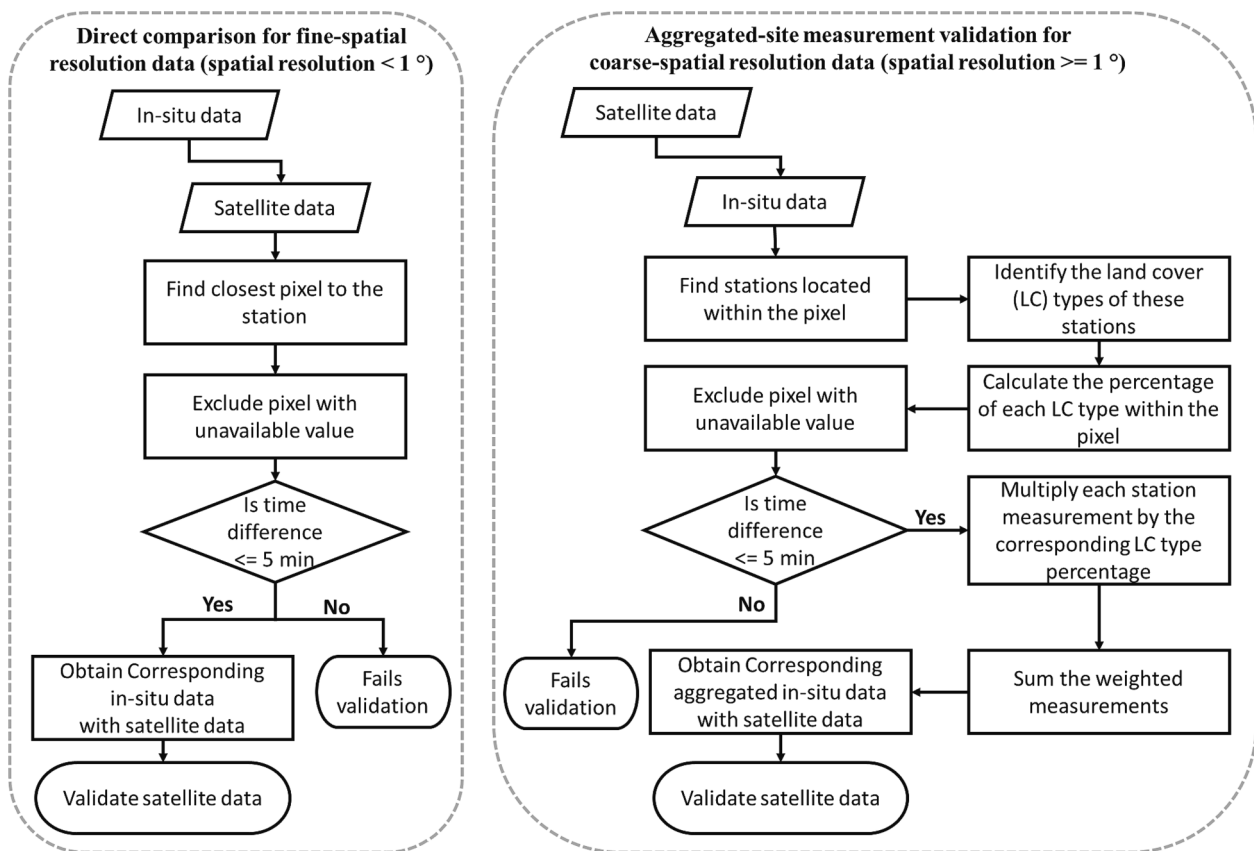 Direct comparison for fine-spatial
resolution data (spatial resolution < 1 °)
In-situ data
Satellite data
Find closest pixel to the
station
Exclude pixel with
unavailable value
Is time
difference
<= 5 min
Yes
No
Obtain Corresponding
in-situ data
with satellite data
Fails
validation
Validate satellite data
Aggregated-site measurement validation for
coarse-spatial resolution data (spatial resolution >= 1 °)
Satellite data
In-situ data
Find stations located
within the pixel
Identify the land cover
(LC) types of these
stations
Calculate the percentage
of each LC type within the
pixel
Exclude pixel with
unavailable value
Is time
difference
<= 5 min
Yes
No
Multiply each station
measurement by the
corresponding LC type
percentage
Sum the weighted
measurements
Obtain Corresponding
aggregated in-situ data
with satellite data
Fails
validation
Validate satellite data